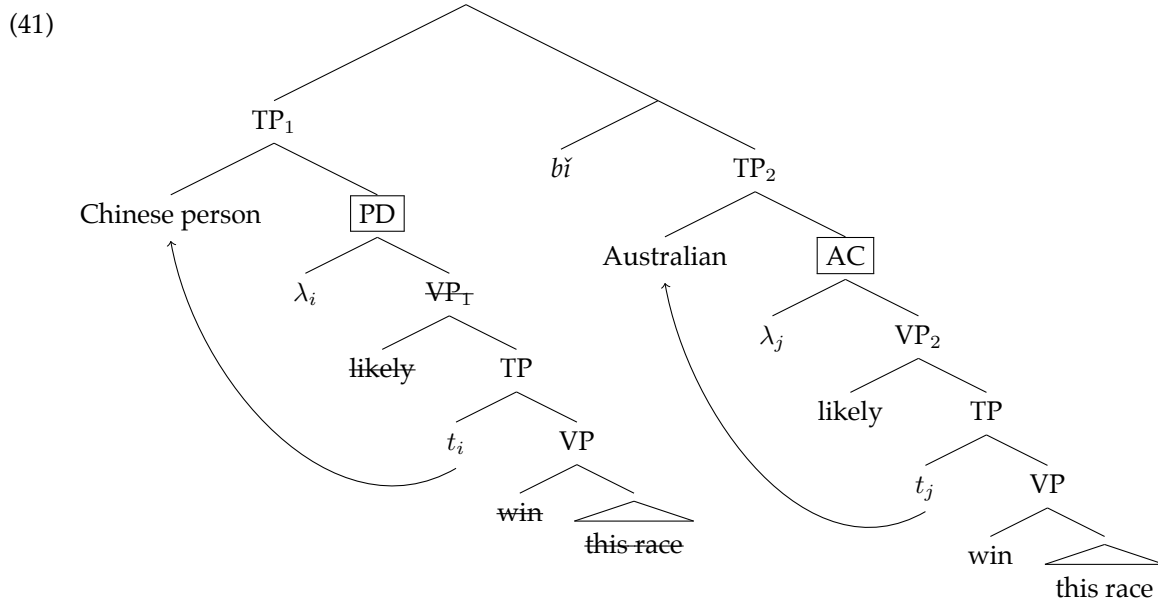 (41)
TP₁
bǐ
TP₂
Chinese person
PD
Australian
AC
λᵢ
VP₁
λⱼ
VP₂
likely
TP
likely
TP
tᵢ
VP
tⱼ
VP
win
this race
win
this race